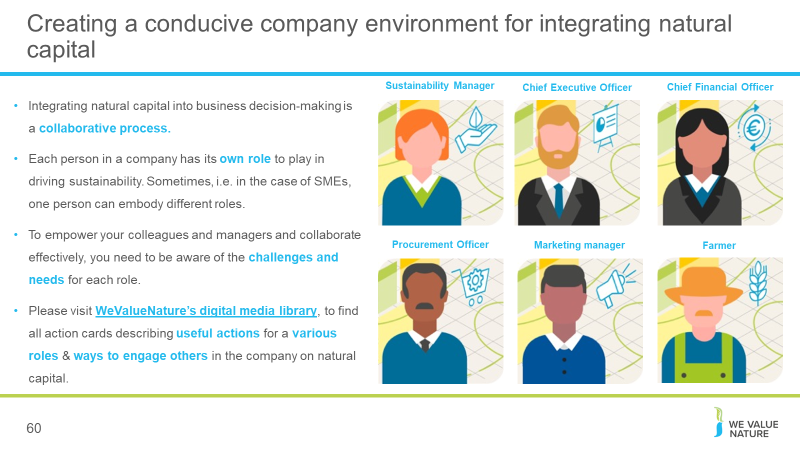 Creating a conducive company environment for integrating natural
capital
• Integrating natural capital into business decision-making is
a collaborative process.
• Each person in a company has its own role to play in
driving sustainability. Sometimes, i.e. in the case of SMEs,
one person can embody different roles.
• To empower your colleagues and managers and collaborate
effectively, you need to be aware of the challenges and
needs for each role.
• Please visit WeValueNature's digital media library, to find
all action cards describing useful actions for a various
roles & ways to engage others in the company on natural
capital.
Sustainability Manager
Chief Executive Officer
Chief Financial Officer
€
Procurement Officer
Marketing manager
Farmer
60
WE VALUE
NATURE